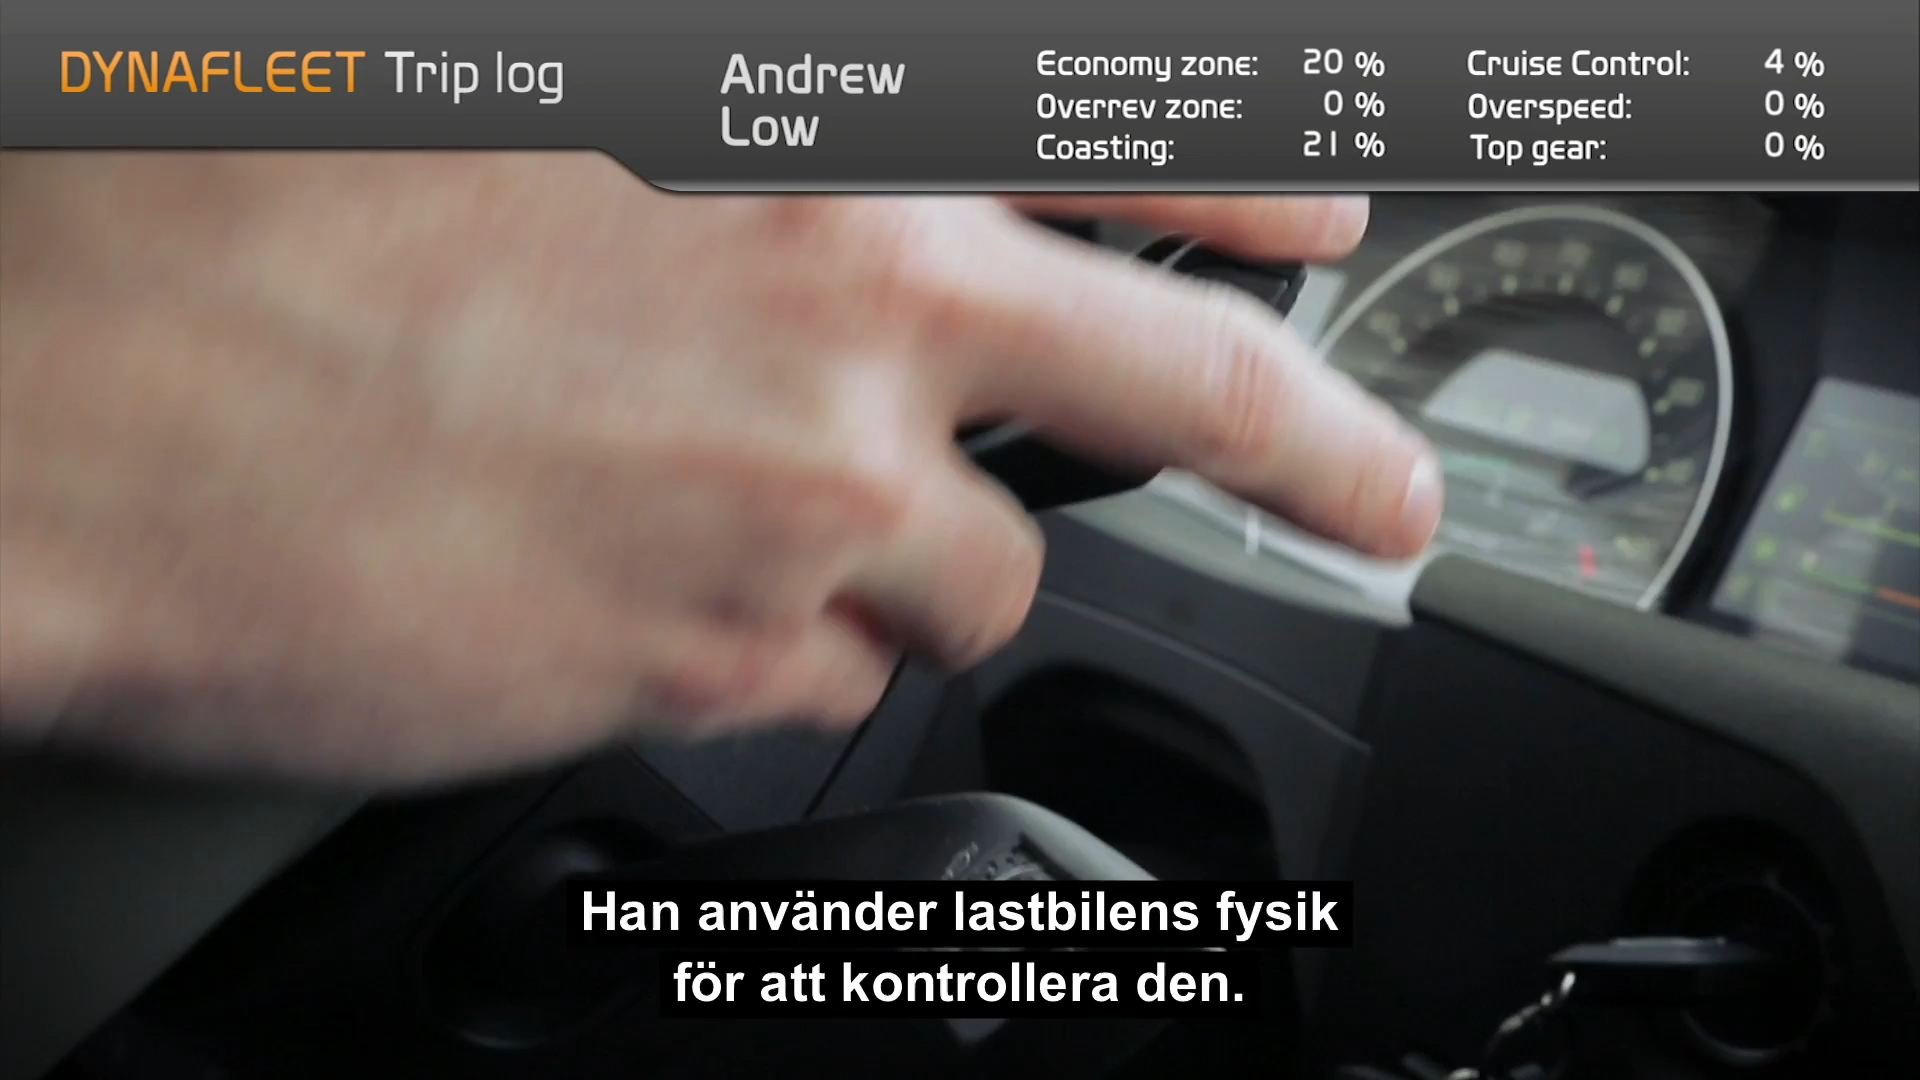 DYNAFLEET Trip log
Andrew
Low
Economy zone: 20 %
Overrev zone: 0 %
Coasting: 21 %
Cruise Control: 4 %
Overspeed: 0 %
Top gear: 0 %
Han använder lastbilens fysik
för att kontrollera den.